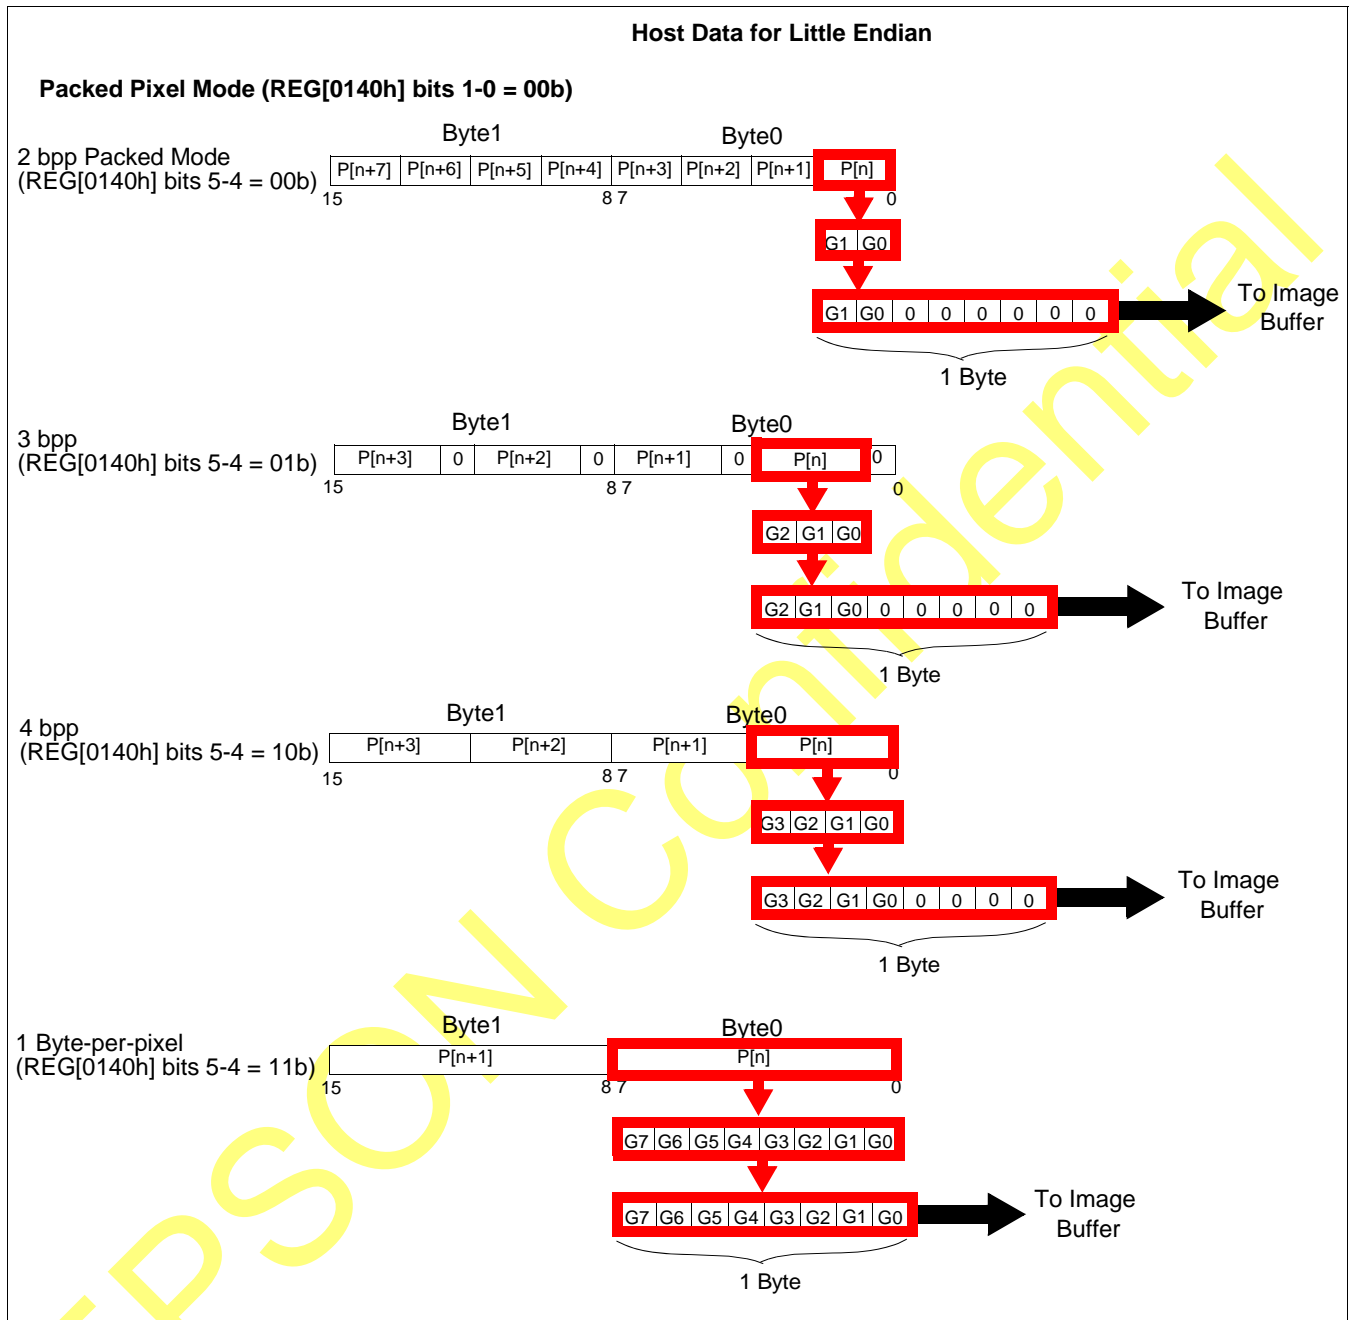 Host Data for Little Endian
Packed Pixel Mode (REG[0140h] bits 1-0 = 00b)
Byte1 Byte0
2 bpp Packed Mode
(REG[0140h] bits 5-4 = 00b)
P[n+7] P[n+6] P[n+5] P[n+4] P[n+3] P[n+2] P[n+1] P[n]
15 8 7 0
G1 G0
G1 G0 0 0 0 0 0 0
To Image
Buffer
1 Byte
Byte1 Byte0
3 bpp
(REG[0140h] bits 5-4 = 01b)
P[n+3] 0 P[n+2] 0 P[n+1] 0 P[n] 0
15 8 7 0
G2 G1 G0
G2 G1 G0 0 0 0 0 0
To Image
Buffer
1 Byte
Byte1 Byte0
4 bpp
(REG[0140h] bits 5-4 = 10b)
P[n+3] P[n+2] P[n+1] P[n]
15 8 7 0
G3 G2 G1 G0
G3 G2 G1 G0 0 0 0 0
To Image
Buffer
1 Byte
Byte1 Byte0
1 Byte-per-pixel
(REG[0140h] bits 5-4 = 11b)
P[n+1] P[n]
15 8 7 0
G7 G6 G5 G4 G3 G2 G1 G0
G7 G6 G5 G4 G3 G2 G1 G0
To Image
Buffer
1 Byte
EPSON Confidential